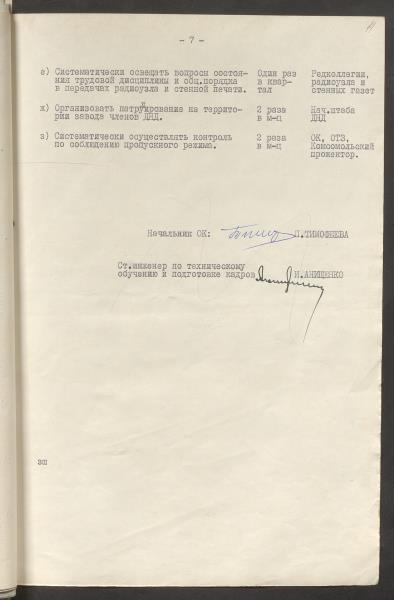 - 7 -
е) Систематически освещать вопросы состоя- Один раз Редколлегии,
ния трудовой дисциплины и общ.порядка в квар- радиоузла и
в передачах радиоузла и стенной печати. тал стенных газет
ж) Организовать патрулирование на террито- 2 раза Нач.штаба
рии завода членов ДНД. в м-ц ДНД
з) Систематически осуществлять контроль 2 раза ОК, ОТЗ,
по соблюдению пропускного режима. в м-ц Комсомольский
прожектор.
Начальник ОК: П.ТИМОФЕЕВА
Ст.инженер по техническому
обучению и подготовке кадров И.АНИЩЕНКО